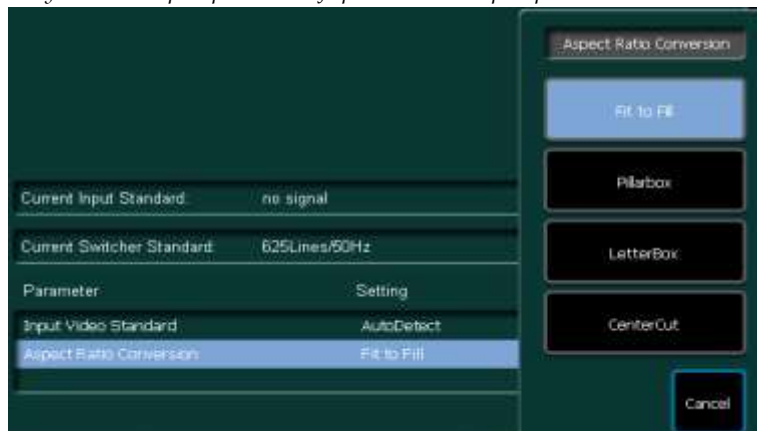 Aspect Ratio Conversion
Fit to Fill
Pillarbox
Current Input Standard: no signal
Current Switcher Standard: 625Lines/50Hz
LetterBox
Parameter Setting
Input Video Standard AutoDetect
CenterCut
Aspect Ratio Conversion Fit to Fill
Cancel